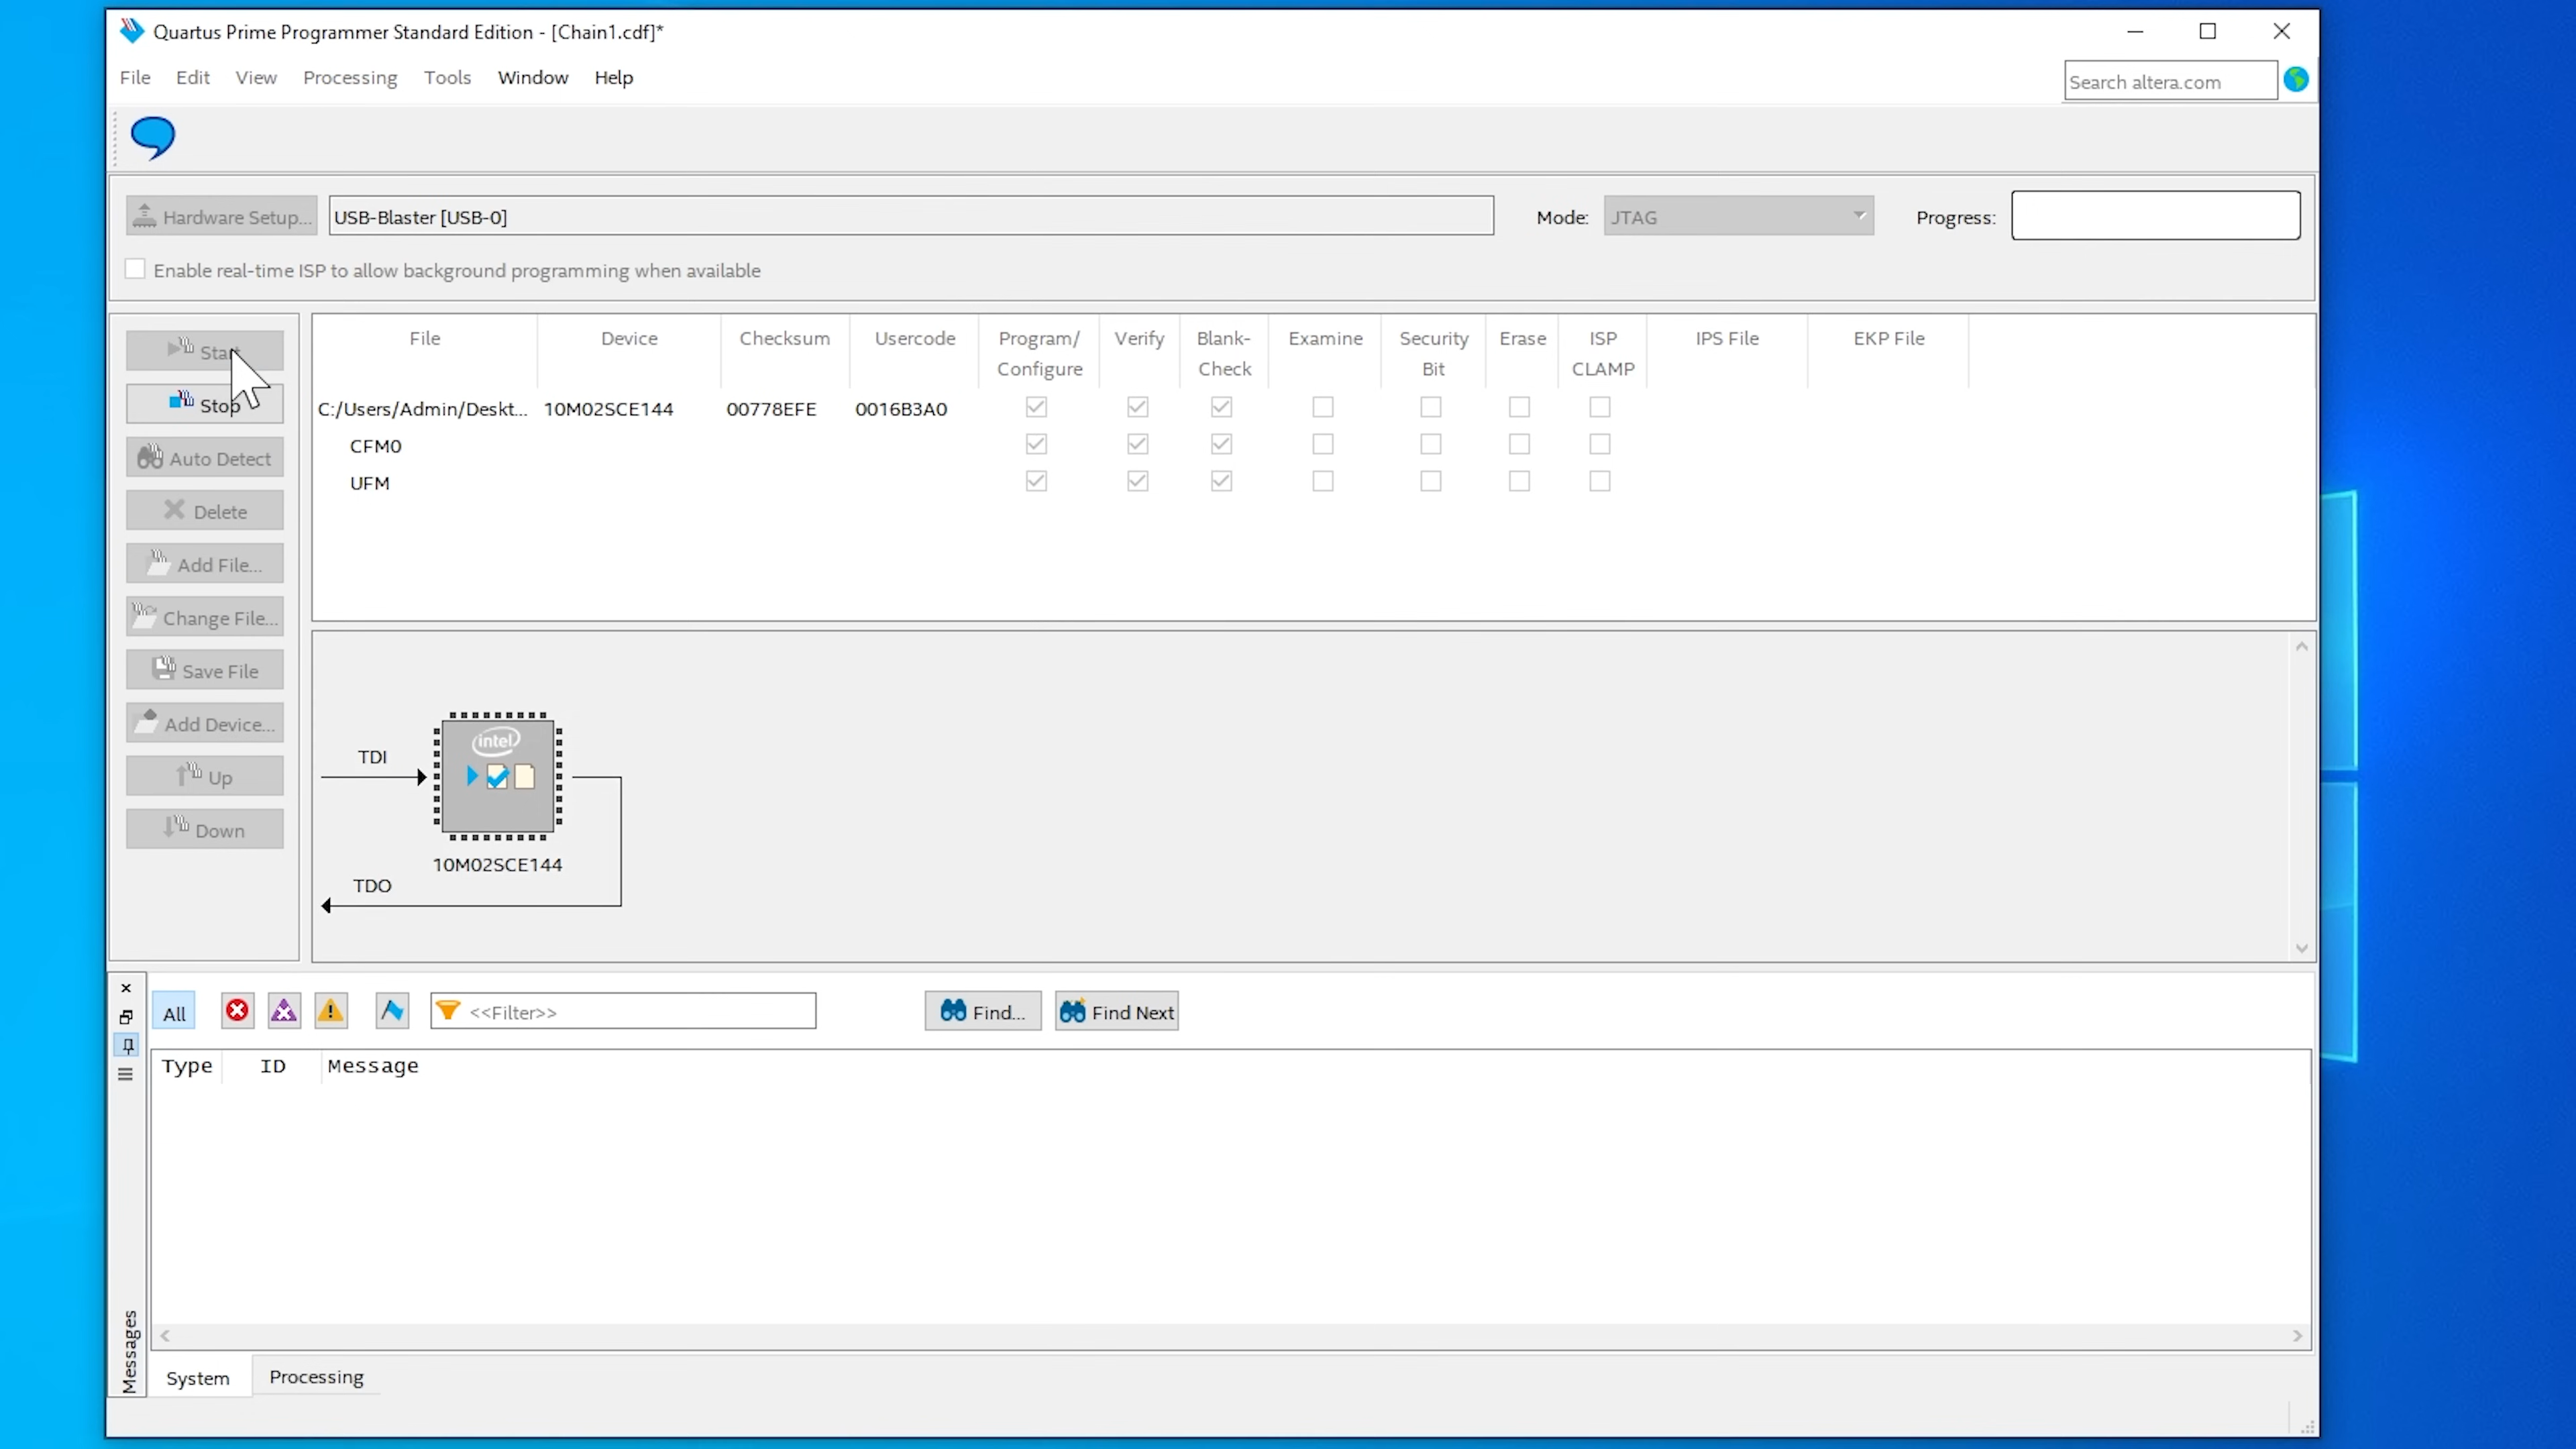 Quartus Prime Programmer Standard Edition - [Chain1.cdf]*
File Edit View Processing Tools Window Help
Search altera.com
Hardware Setup... USB-Blaster [USB-0] Mode: JTAG Progress:
Enable real-time ISP to allow background programming when available
Start
Stop
Auto Detect
Delete
Add File...
Change File...
Save File
Add Device...
Up
Down
File Device Checksum Usercode Program/ Configure Verify Blank- Check Examine Security Bit Erase ISP CLAMP IPS File EKP File
C:/Users/Admin/Deskt... 10M02SCE144 00778EFE 0016B3A0
CFM0
UFM
TDI
intel
10M02SCE144
TDO
All <<Filter>> Find... Find Next
Type ID Message
Messages
System Processing